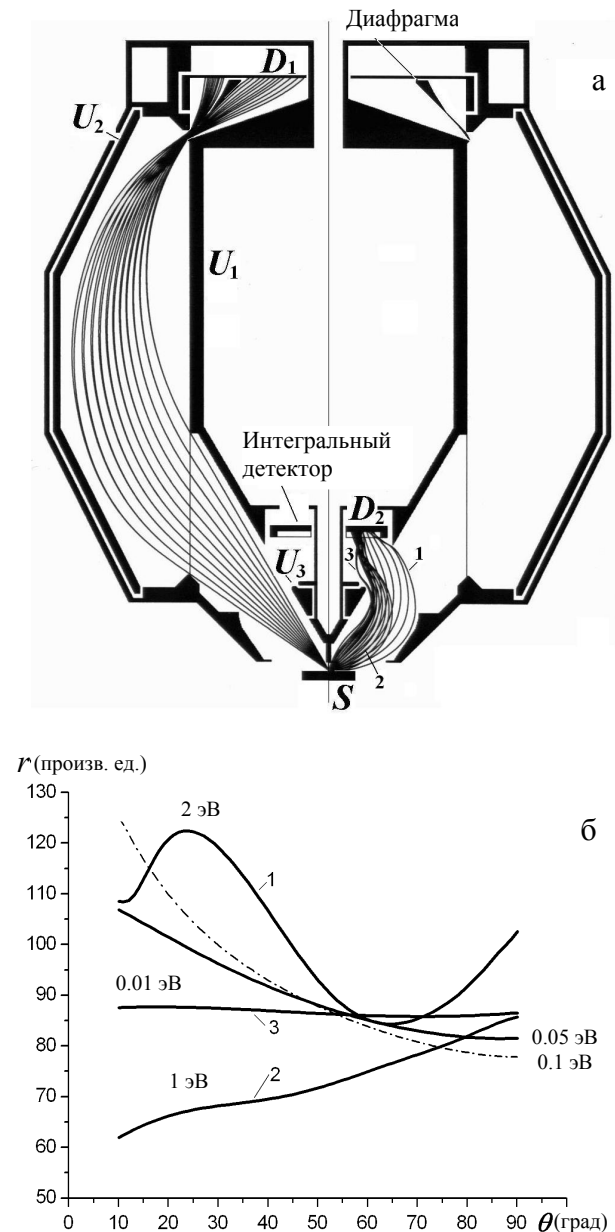 Диафрагма
а
D1
U2
U1
Интегральный
детектор
D2
U3
3
1
2
S
r (произв. ед.)
б
130
120
110
100
90
80
70
60
50
2 эВ
1
0.01 эВ
3
0.05 эВ
0.1 эВ
1 эВ
2
0 10 20 30 40 50 60 70 80 90 θ (град)